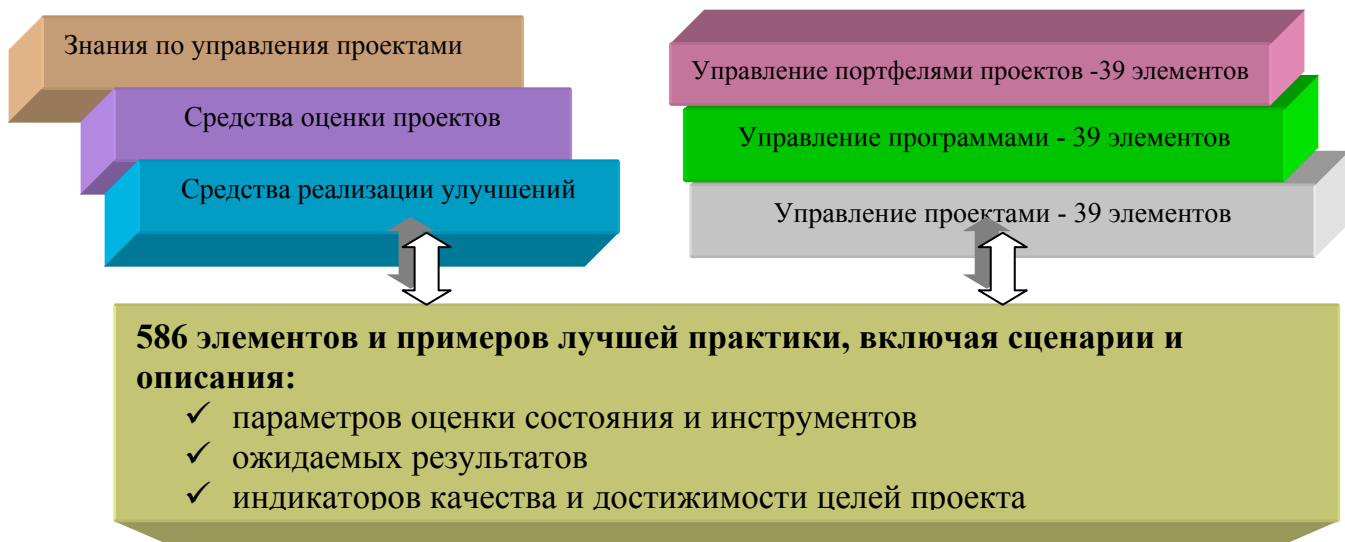 Знания по управления проектами
Средства оценки проектов
Средства реализации улучшений
Управление портфелями проектов -39 элементов
Управление программами - 39 элементов
Управление проектами - 39 элементов
586 элементов и примеров лучшей практики, включая сценарии и
описания:
✓ параметров оценки состояния и инструментов
✓ ожидаемых результатов
✓ индикаторов качества и достижимости целей проекта